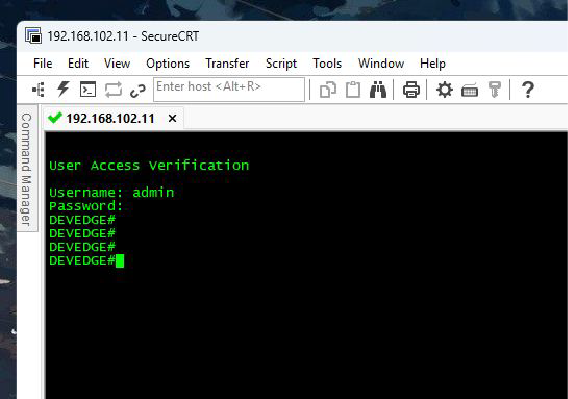 192.168.102.11 - SecureCRT
File Edit View Options Transfer Script Tools Window Help
Enter host <Alt+R>
Command Manager
192.168.102.11
User Access Verification
Username: admin
Password:
DEVEDGE#
DEVEDGE#
DEVEDGE#
DEVEDGE#